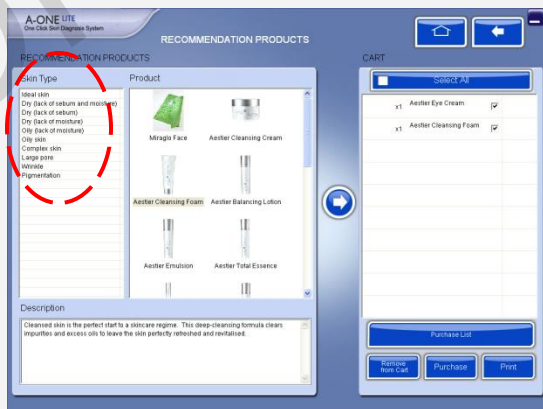 A-ONE LITE
One Click Skin Diagnosis System
RECOMMENDATION PRODUCTS
RECOMMENDATION PRODUCTS
CART
Skin Type
Product
Select All
Ideal skin
Dry (lack of sebum and moisture)
Dry (lack of sebum)
Dry (lack of moisture)
Oily (lack of moisture)
Oily skin
Complex skin
Large pore
Wrinkle
Pigmentation
Miragla Face
Aestier Cleansing Cream
Aestier Cleansing Foam
Aestier Balancing Lotion
Aestier Emulsion
Aestier Total Essence
x1 Aestier Eye Cream
x1 Aestier Cleansing Foam
Description
Cleansed skin is the perfect start to a skincare regime. This deep-cleansing formula clears
impurities and excess oils to leave the skin perfectly refreshed and revitalised.
Purchase List
Remove
from Cart
Purchase
Print